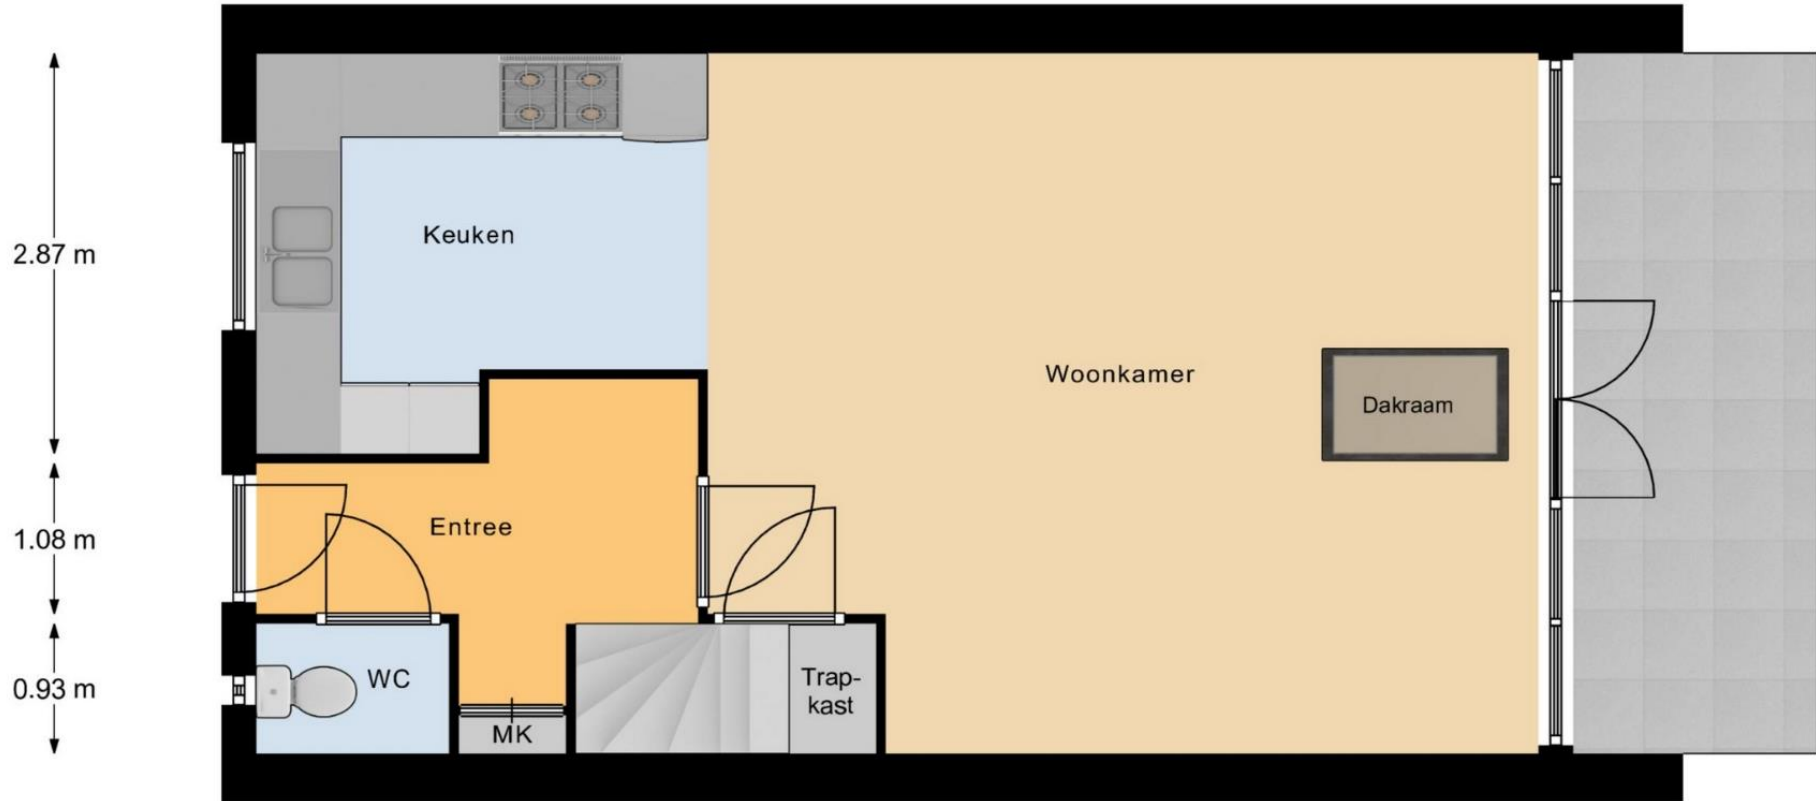 2.87 m
Keuken
Woonkamer
Dakraam
Entree
1.08 m
WC
0.93 m
Trap-
kast
MK